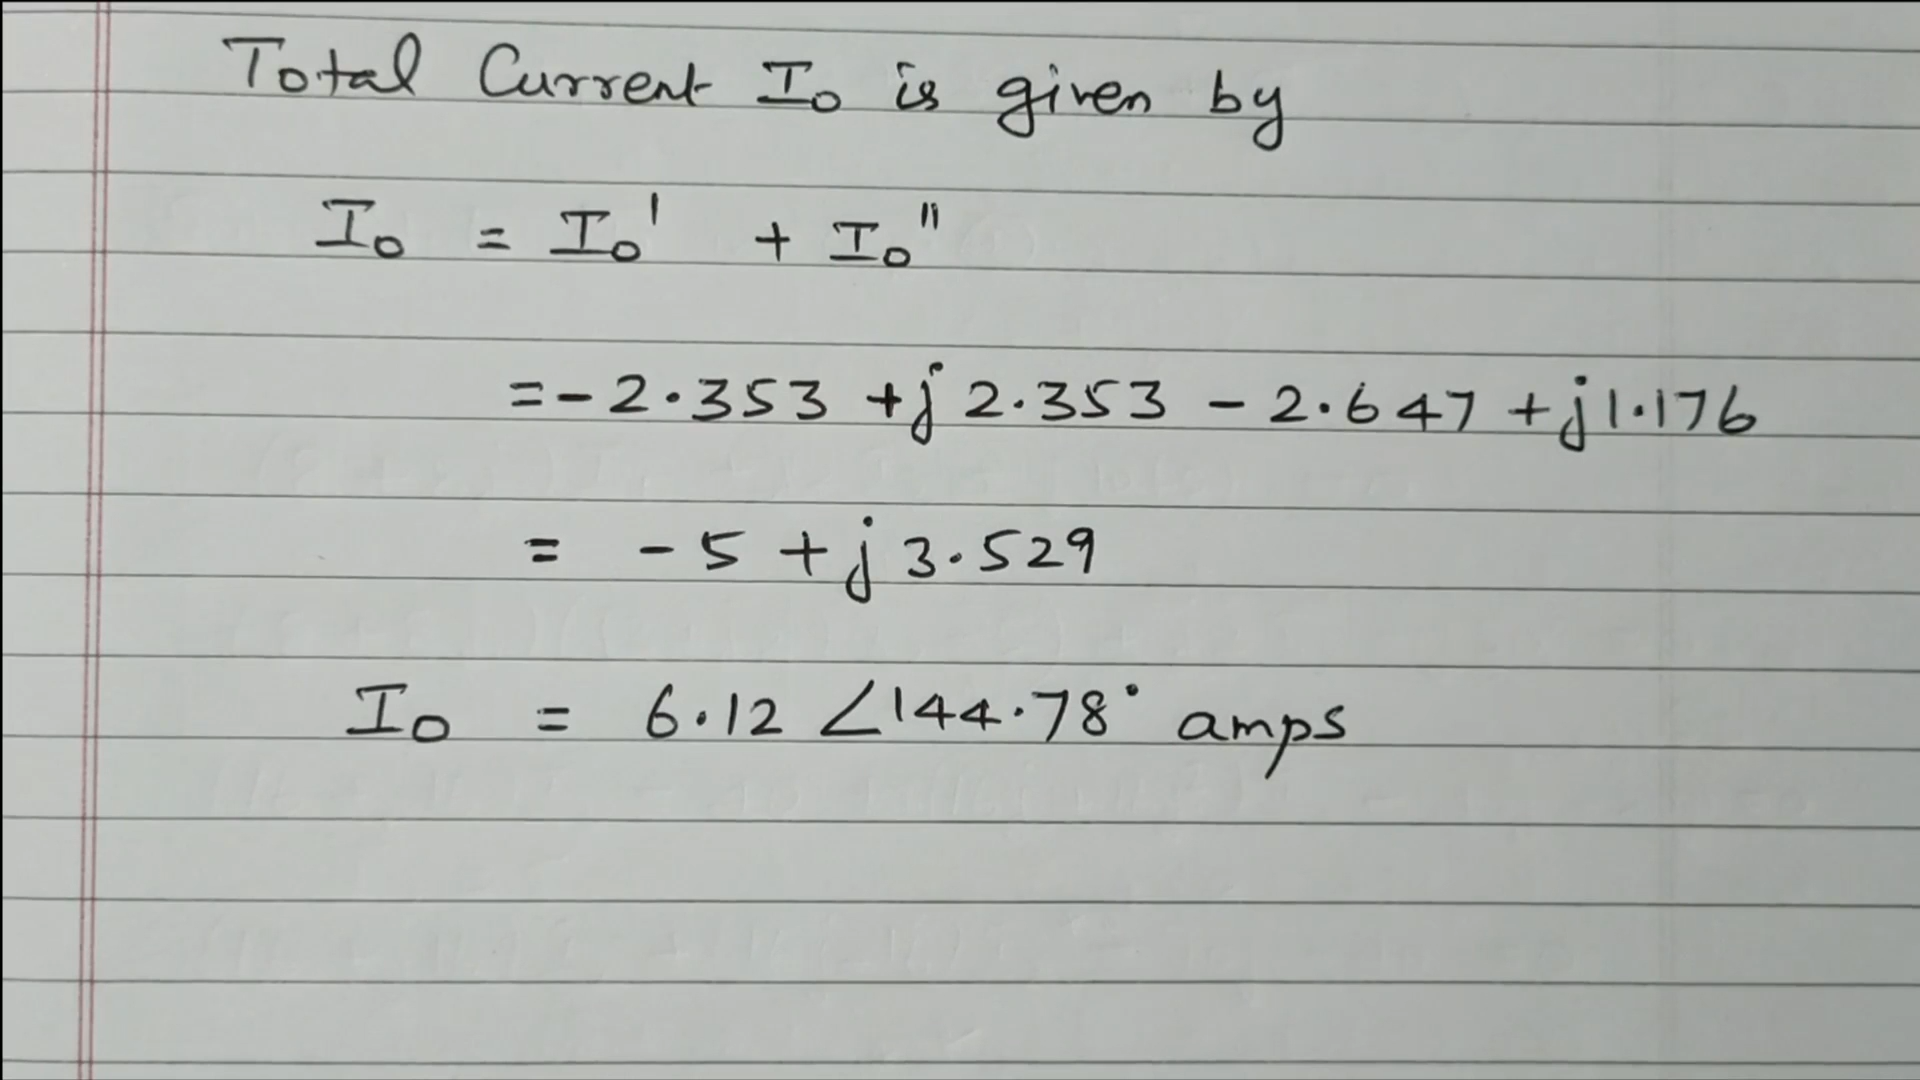 Total Current I₀ is given by
I₀ = I₀' + I₀"
= - 2.353 + j 2.353 - 2.647 + j 1.176
= - 5 + j 3.529
I₀ = 6.12 ∠144.78° amps